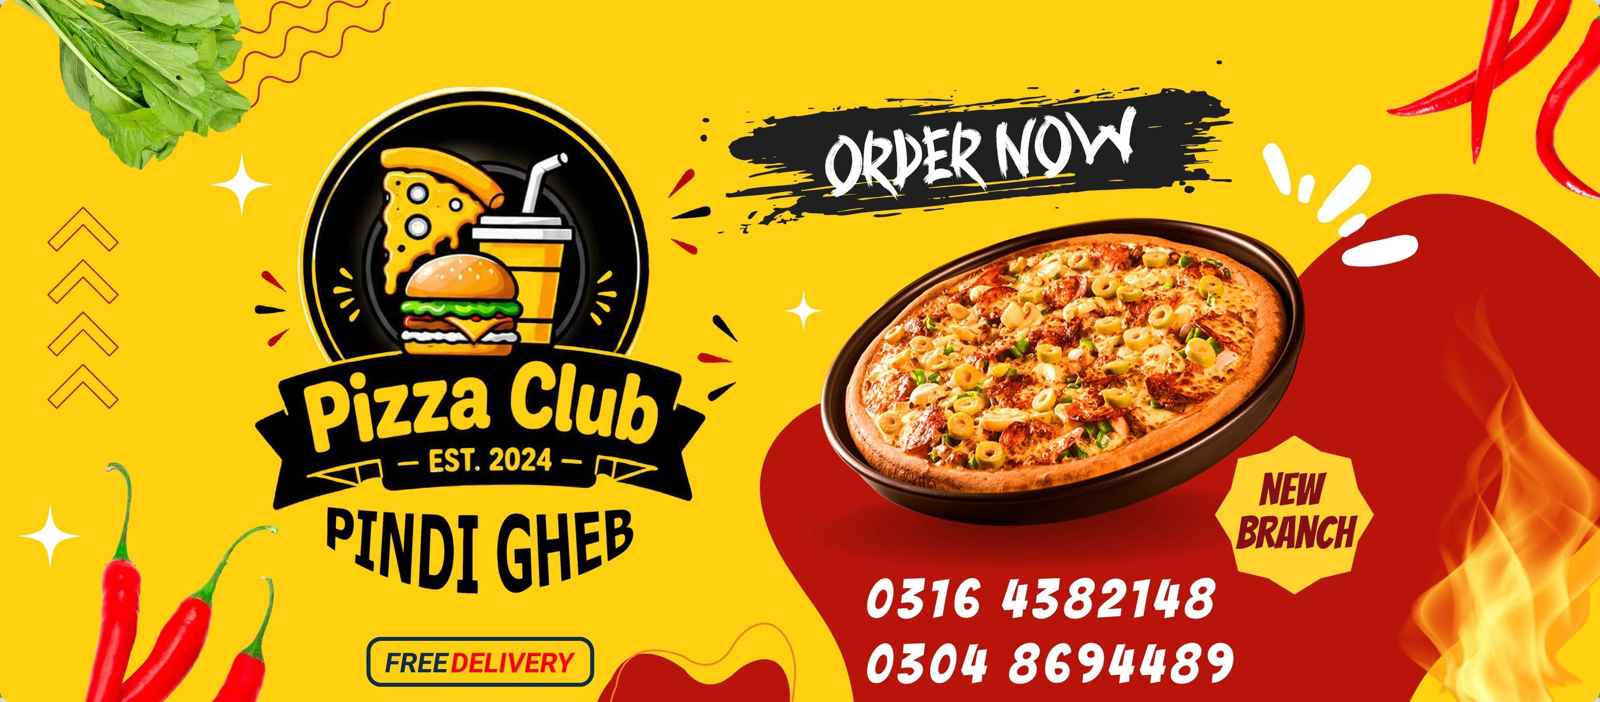 Pizza Club
EST. 2024
PINDI GHEB
FREE DELIVERY
ORDER NOW
NEW
BRANCH
0316 4382148
0304 8694489